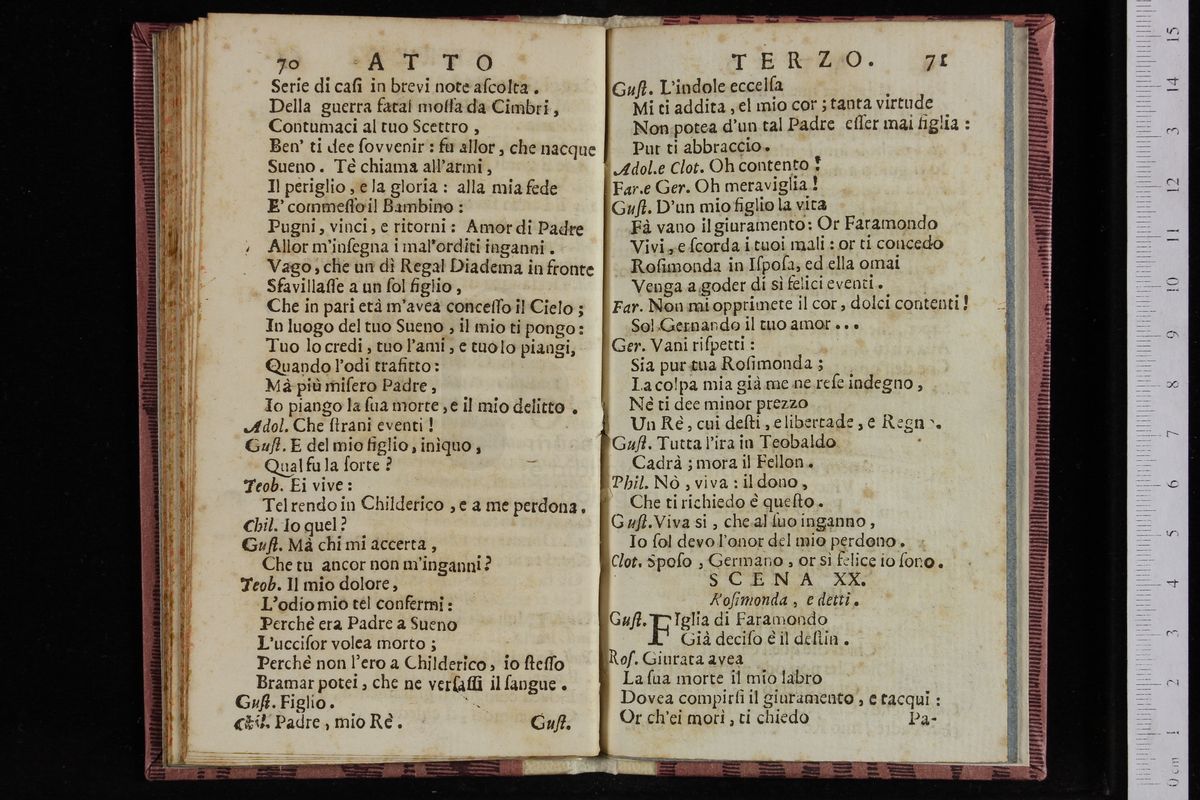 70 ATTO
Serie di caſi in brevi note aſcolta.
Della guerra fatal moſſa da Cimbri,
Contumaci al tuo Scettro,
Ben' ti dee ſovvenir: fu allor, che nacque
Sueno. Tè chiama all'armi,
Il periglio, e la gloria: alla mia fede
E' commeſſo il Bambino:
Pugni, vinci, e ritorni: Amor di Padre
Allor m'inſegna i mal'orditi inganni.
Vago, che un dì Regal Diadema in fronte
Sfavillaſſe a un ſol figlio,
Che in pari età m'avea conceſſo il Cielo;
In luogo del tuo Sueno, il mio ti pongo:
Tuo lo credi, tuo l'ami, e tuo lo piangi,
Quando l'odi trafitto:
Mà più miſero Padre,
Io piango la ſua morte, e il mio delitto.
Adol. Che ſtrani eventi!
Guſt. E del mio figlio, inìquo,
Qual fu la ſorte?
Teob. Ei vive:
Tel rendo in Childerico, e a me perdona.
Chil. Io quel?
Guſt. Mà chi mi accerta,
Che tu ancor non m'inganni?
Teob. Il mio dolore,
L'odio mio tel confermi:
Perchè era Padre a Sueno
L'ucciſor volea morto;
Perchè non l'ero a Childerico, io ſteſſo
Bramar potei, che ne verſaſſi il ſangue.
Guſt. Figlio.
Chil. Padre, mio Rè. Guſt.
TERZO. 71
Guſt. L'indole eccelſa
Mi ti addita, el mio cor; tanta virtude
Non potea d'un tal Padre eſſer mai figlia:
Pur ti abbraccio.
Adol.e Clot. Oh contento!
Far.e Ger. Oh meraviglia!
Guſt. D'un mio figlio la vita
Fà vano il giuramento: Or Faramondo
Vivi, e ſcorda i tuoi mali: or ti concedo
Roſimonda in Iſpoſa, ed ella omai
Venga a goder di sì felici eventi.
Far. Non mi opprimete il cor, dolci contenti!
Sol Gernando il tuo amor...
Ger. Vani riſpetti:
Sia pur tua Roſimonda;
La colpa mia già me ne reſe indegno,
Nè ti dee minor prezzo
Un Rè, cui deſti, e libertade, e Regno.
Guſt. Tutta l'ira in Teobaldo
Cadrà; mora il Fellon.
Phil. Nò, viva: il dono,
Che ti richiedo è queſto.
Guſt. Viva si, che al ſuo inganno,
Io ſol devo l'onor del mio perdono.
Clot. Spoſo, Germano, or sì felice io ſono.
SCENA XX.
Roſimonda, e detti.
Guſt. FIglia di Faramondo
Già deciſo è il deſtin.
Roſ. Giurata avea
La ſua morte il mio labro
Dovea compirſi il giuramento, e tacqui:
Or ch'ei morì, ti chiedo Pa-